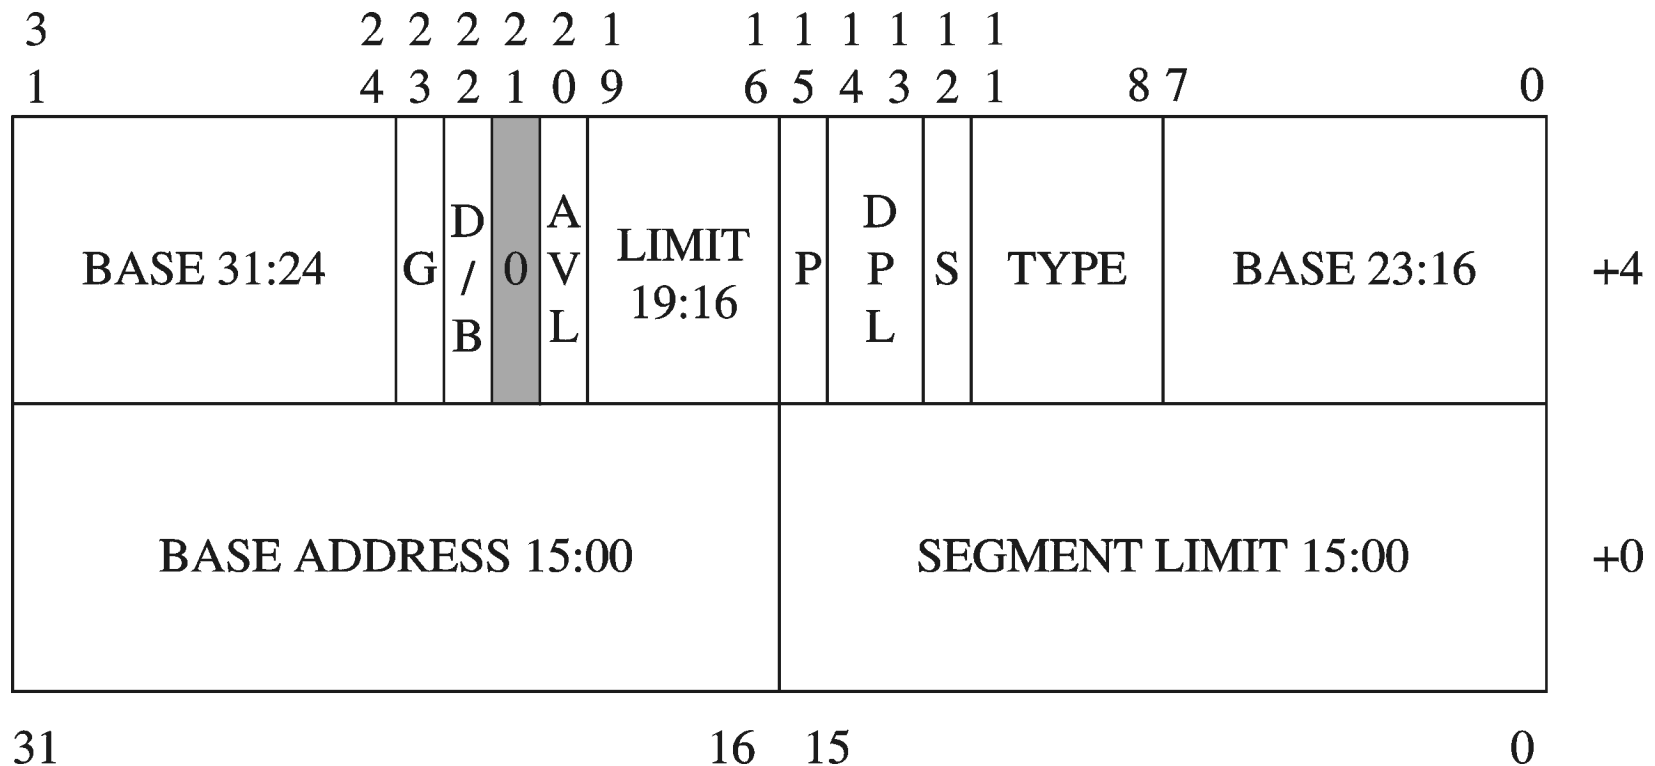 3 2 2 2 2 2 1 1 1 1 1 1 1
1 4 3 2 1 0 9 6 5 4 3 2 1 8 7 0
BASE 31:24
G
D
/
B
0
A
V
L
LIMIT
19:16
P
D
P
L
S
TYPE
BASE 23:16
+4
BASE ADDRESS 15:00
SEGMENT LIMIT 15:00
+0
31 16 15 0